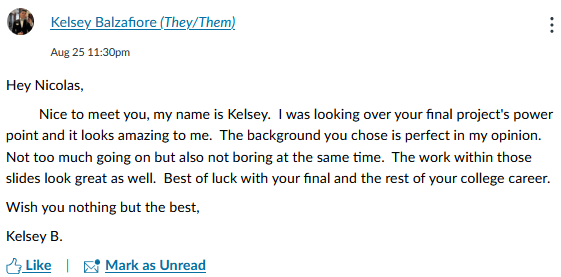 Kelsey Balzafiore (They/Them)
Aug 25 11:30pm
Hey Nicolas,
Nice to meet you, my name is Kelsey.  I was looking over your final project's power
point and it looks amazing to me.  The background you chose is perfect in my opinion.
Not too much going on but also not boring at the same time.  The work within those
slides look great as well.  Best of luck with your final and the rest of your college career.
Wish you nothing but the best,
Kelsey B.
Like | Mark as Unread